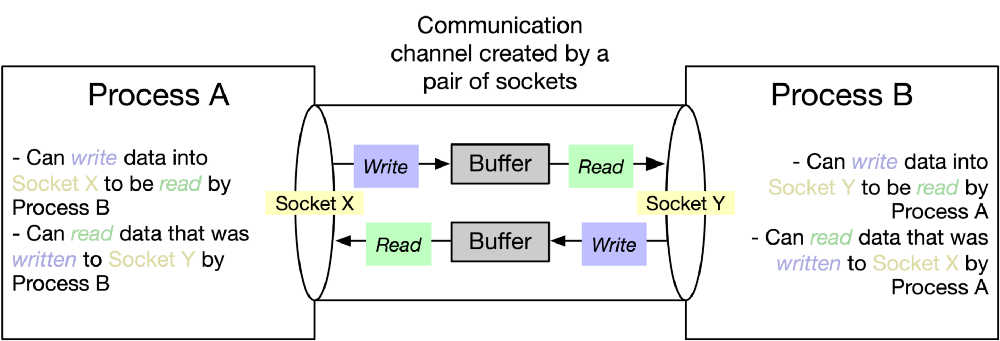 Communication
channel created by a
pair of sockets
Process A
- Can write data into
Socket X to be read by
Process B
- Can read data that was
written to Socket Y by
Process B
Socket X
Write
Buffer
Read
Read
Buffer
Write
Socket Y
Process B
- Can write data into
Socket Y to be read by
Process A
- Can read data that was
written to Socket X by
Process A